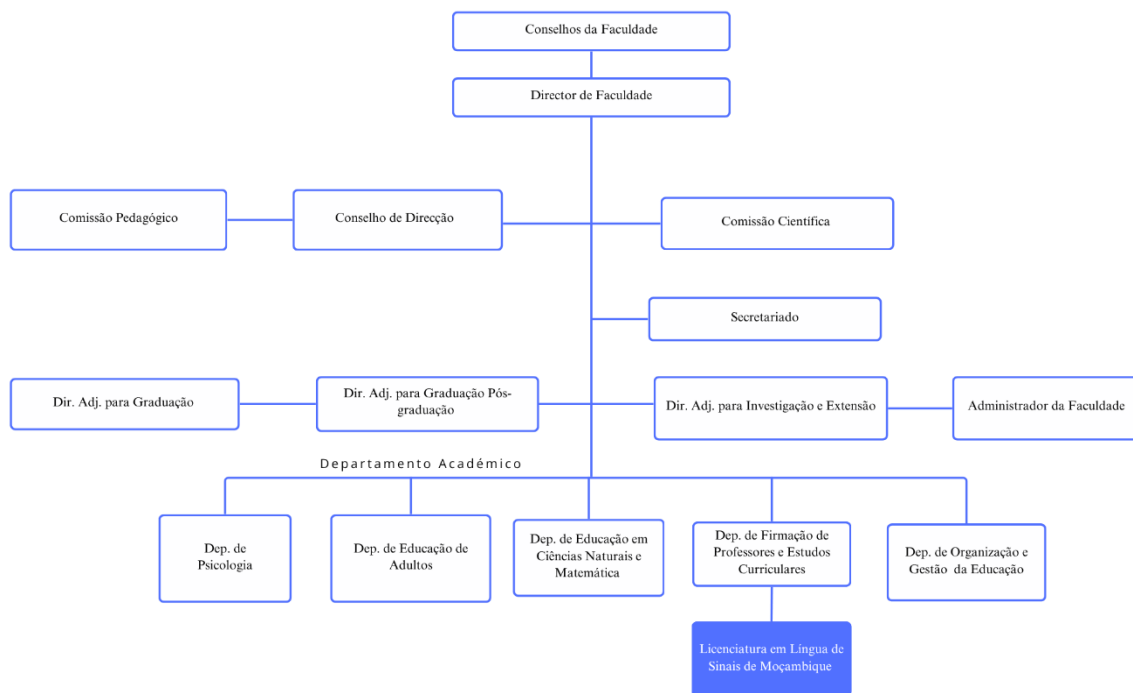 Conselhos da Faculdade
Director de Faculdade
Comissão Pedagógico
Conselho de Direcção
Comissão Científica
Secretariado
Dir. Adj. para Graduação
Dir. Adj. para Graduação Pós-
graduação
Dir. Adj. para Investigação e Extensão
Administrador da Faculdade
Departamento Académico
Dep. de
Psicologia
Dep. de Educação de
Adultos
Dep. de Educação em
Ciências Naturais e
Matemática
Dep. de Firmação de
Professores e Estudos
Curriculares
Dep. de Organização e
Gestão da Educação
Licenciatura em Língua de
Sinais de Moçambique